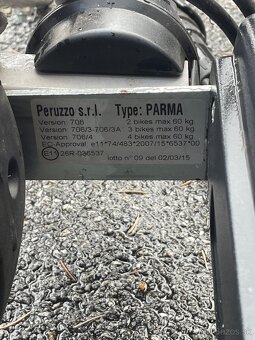 Peruzzo s.r.l. Type: PARMA
Version: 706 2 bikes max 60 kg
Version: 706/3-706/3A 3 bikes max 60 kg
Version: 706/4 4 bikes max 60 kg
EC-Approval e11*74/483*2007/15*6537*00
E11 26R-036537
lotto n° 09 del 02/03/15